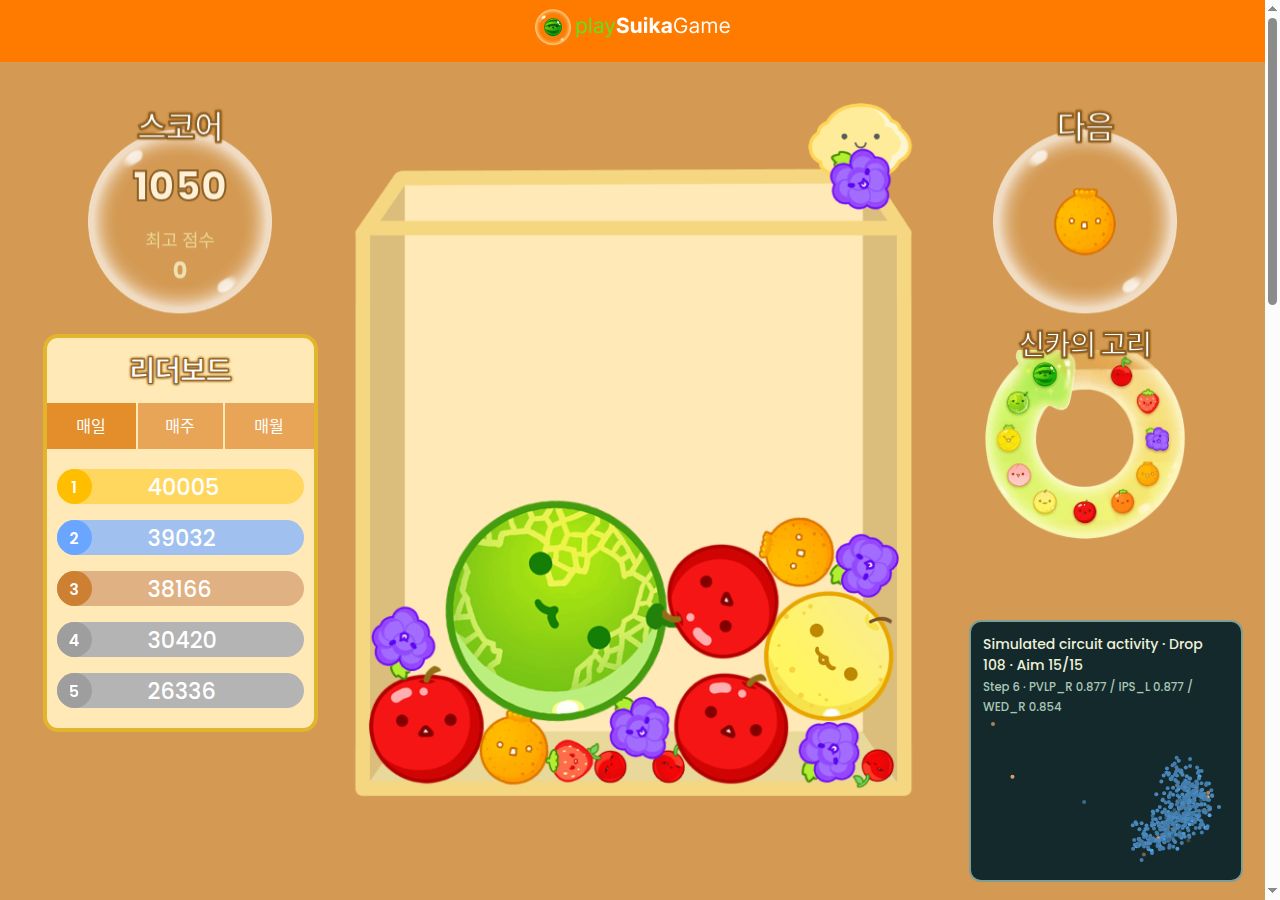 playSuikaGame
스코어
1050
최고 점수
0
다음
리더보드
매일 매주 매월
1 40005
2 39032
3 38166
4 30420
5 26336
신카의 고리
Simulated circuit activity · Drop
108 · Aim 15/15
Step 6 · PVLP_R 0.877 / IPS_L 0.877 /
WED_R 0.854